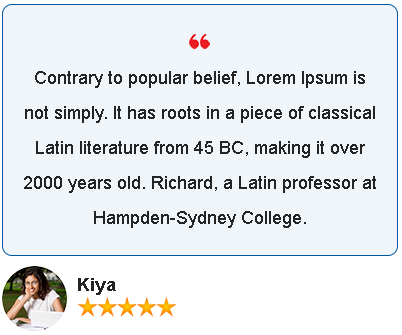 Contrary to popular belief, Lorem Ipsum is
not simply. It has roots in a piece of classical
Latin literature from 45 BC, making it over
2000 years old. Richard, a Latin professor at
Hampden-Sydney College.
Kiya